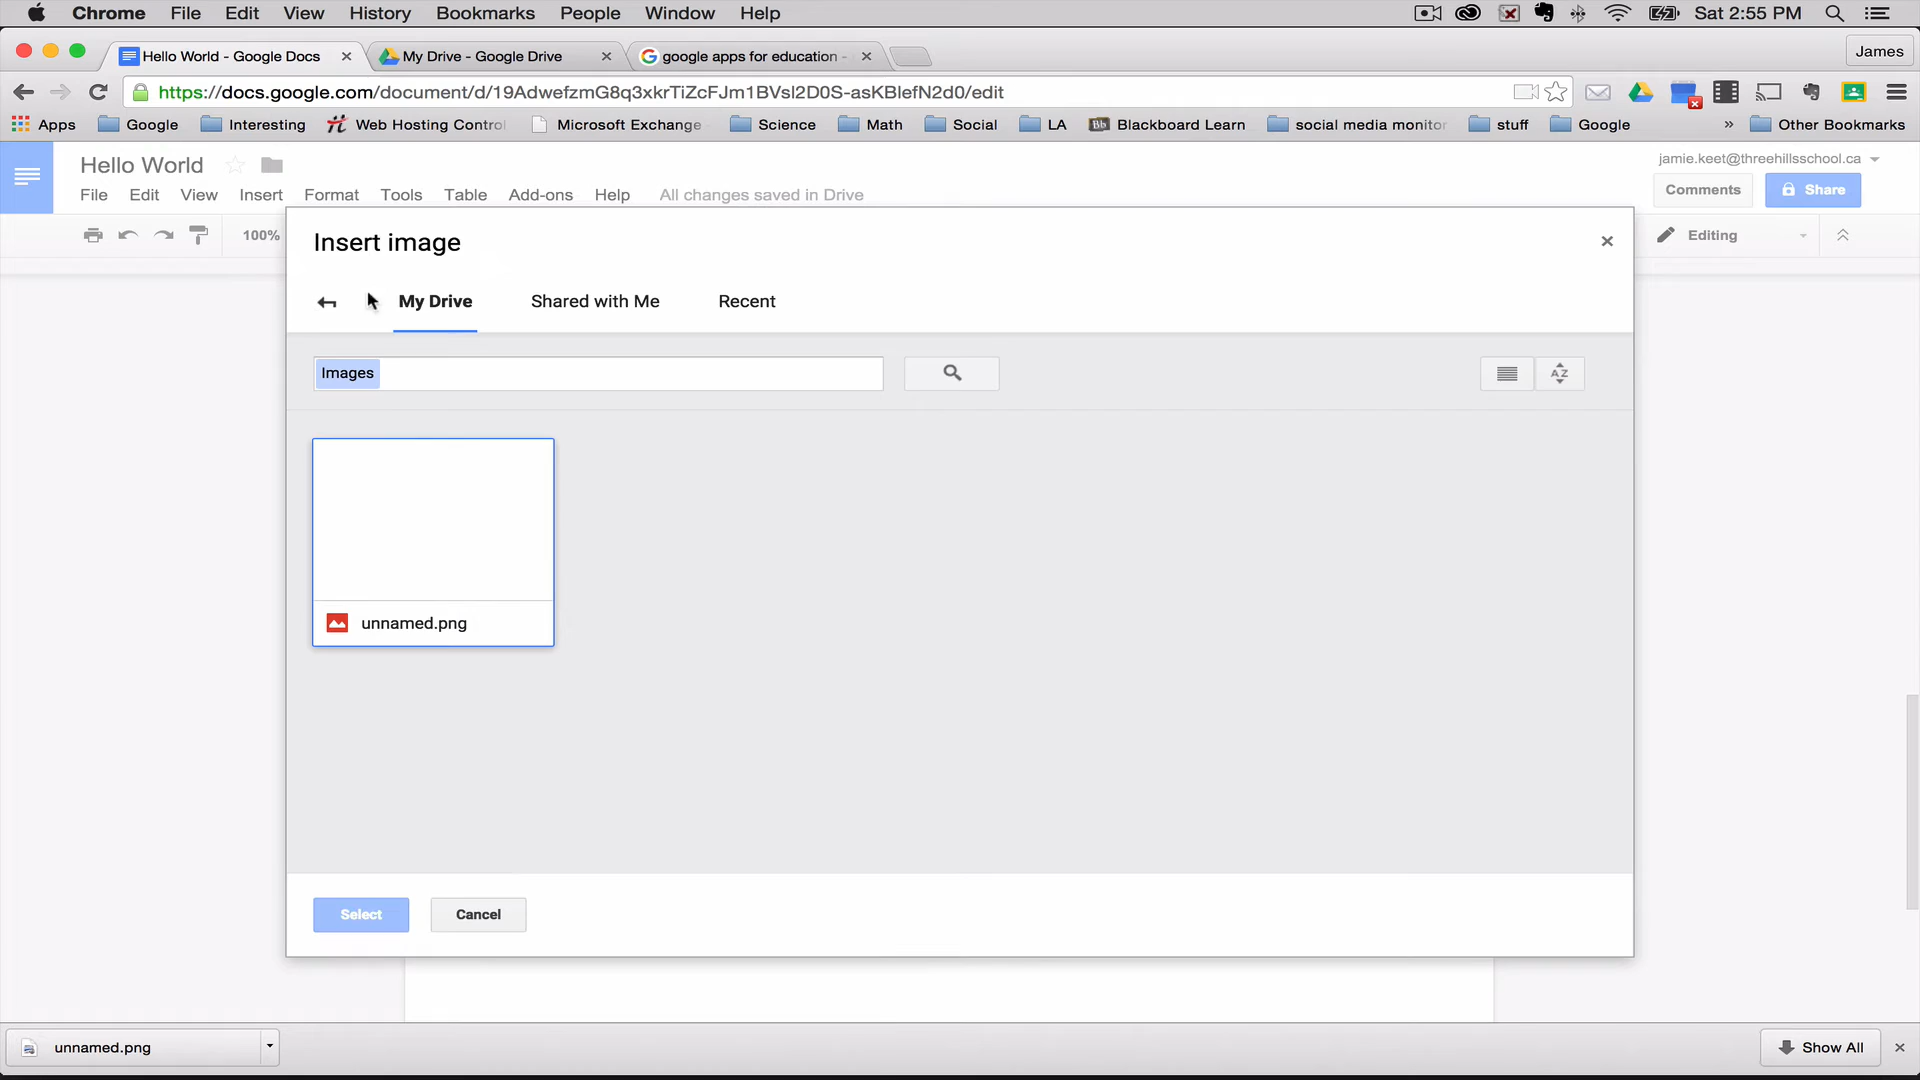 Chrome File Edit View History Bookmarks People Window Help Sat 2:55 PM
Hello World - Google Docs My Drive - Google Drive google apps for education - James
https://docs.google.com/document/d/19AdwefzmG8q3xkrTiZcFJm1BVsl2D0S-asKBlefN2d0/edit
Apps Google Interesting Web Hosting Control Microsoft Exchange Science Math Social LA Bb Blackboard Learn social media monitor stuff Google » Other Bookmarks
Hello World jamie.keet@threehillsschool.ca
File Edit View Insert Format Tools Table Add-ons Help All changes saved in Drive Comments Share
100% Editing
Insert image
My Drive Shared with Me Recent
Images AZ
unnamed.png
Select Cancel
unnamed.png Show All